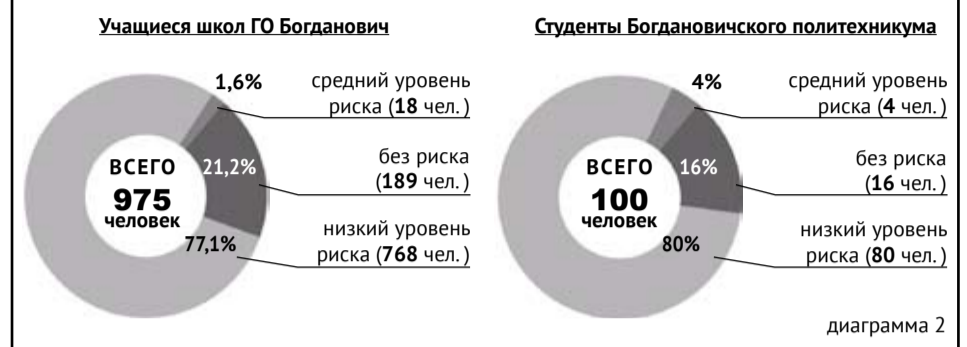 Учащиеся школ ГО Богданович
1,6%
средний уровень
риска (18 чел.)
21,2%
без риска
(189 чел.)
ВСЕГО
975
человек
77,1%
низкий уровень
риска (768 чел.)
Студенты Богдановичского политехникума
4%
средний уровень
риска (4 чел.)
16%
без риска
(16 чел.)
ВСЕГО
100
человек
80%
низкий уровень
риска (80 чел.)
диаграмма 2